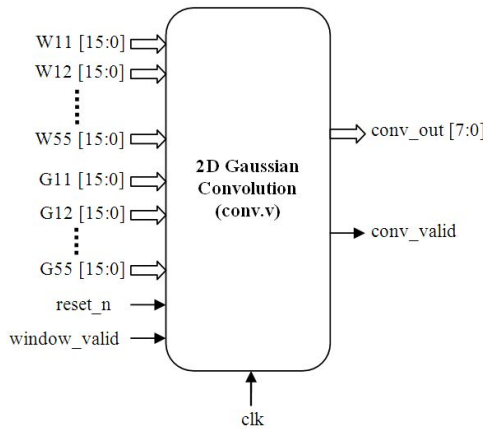 W11 [15:0]
W12 [15:0]
W55 [15:0]
G11 [15:0]
G12 [15:0]
G55 [15:0]
reset_n
window_valid
2D Gaussian
Convolution
(conv.v)
conv_out [7:0]
conv_valid
clk